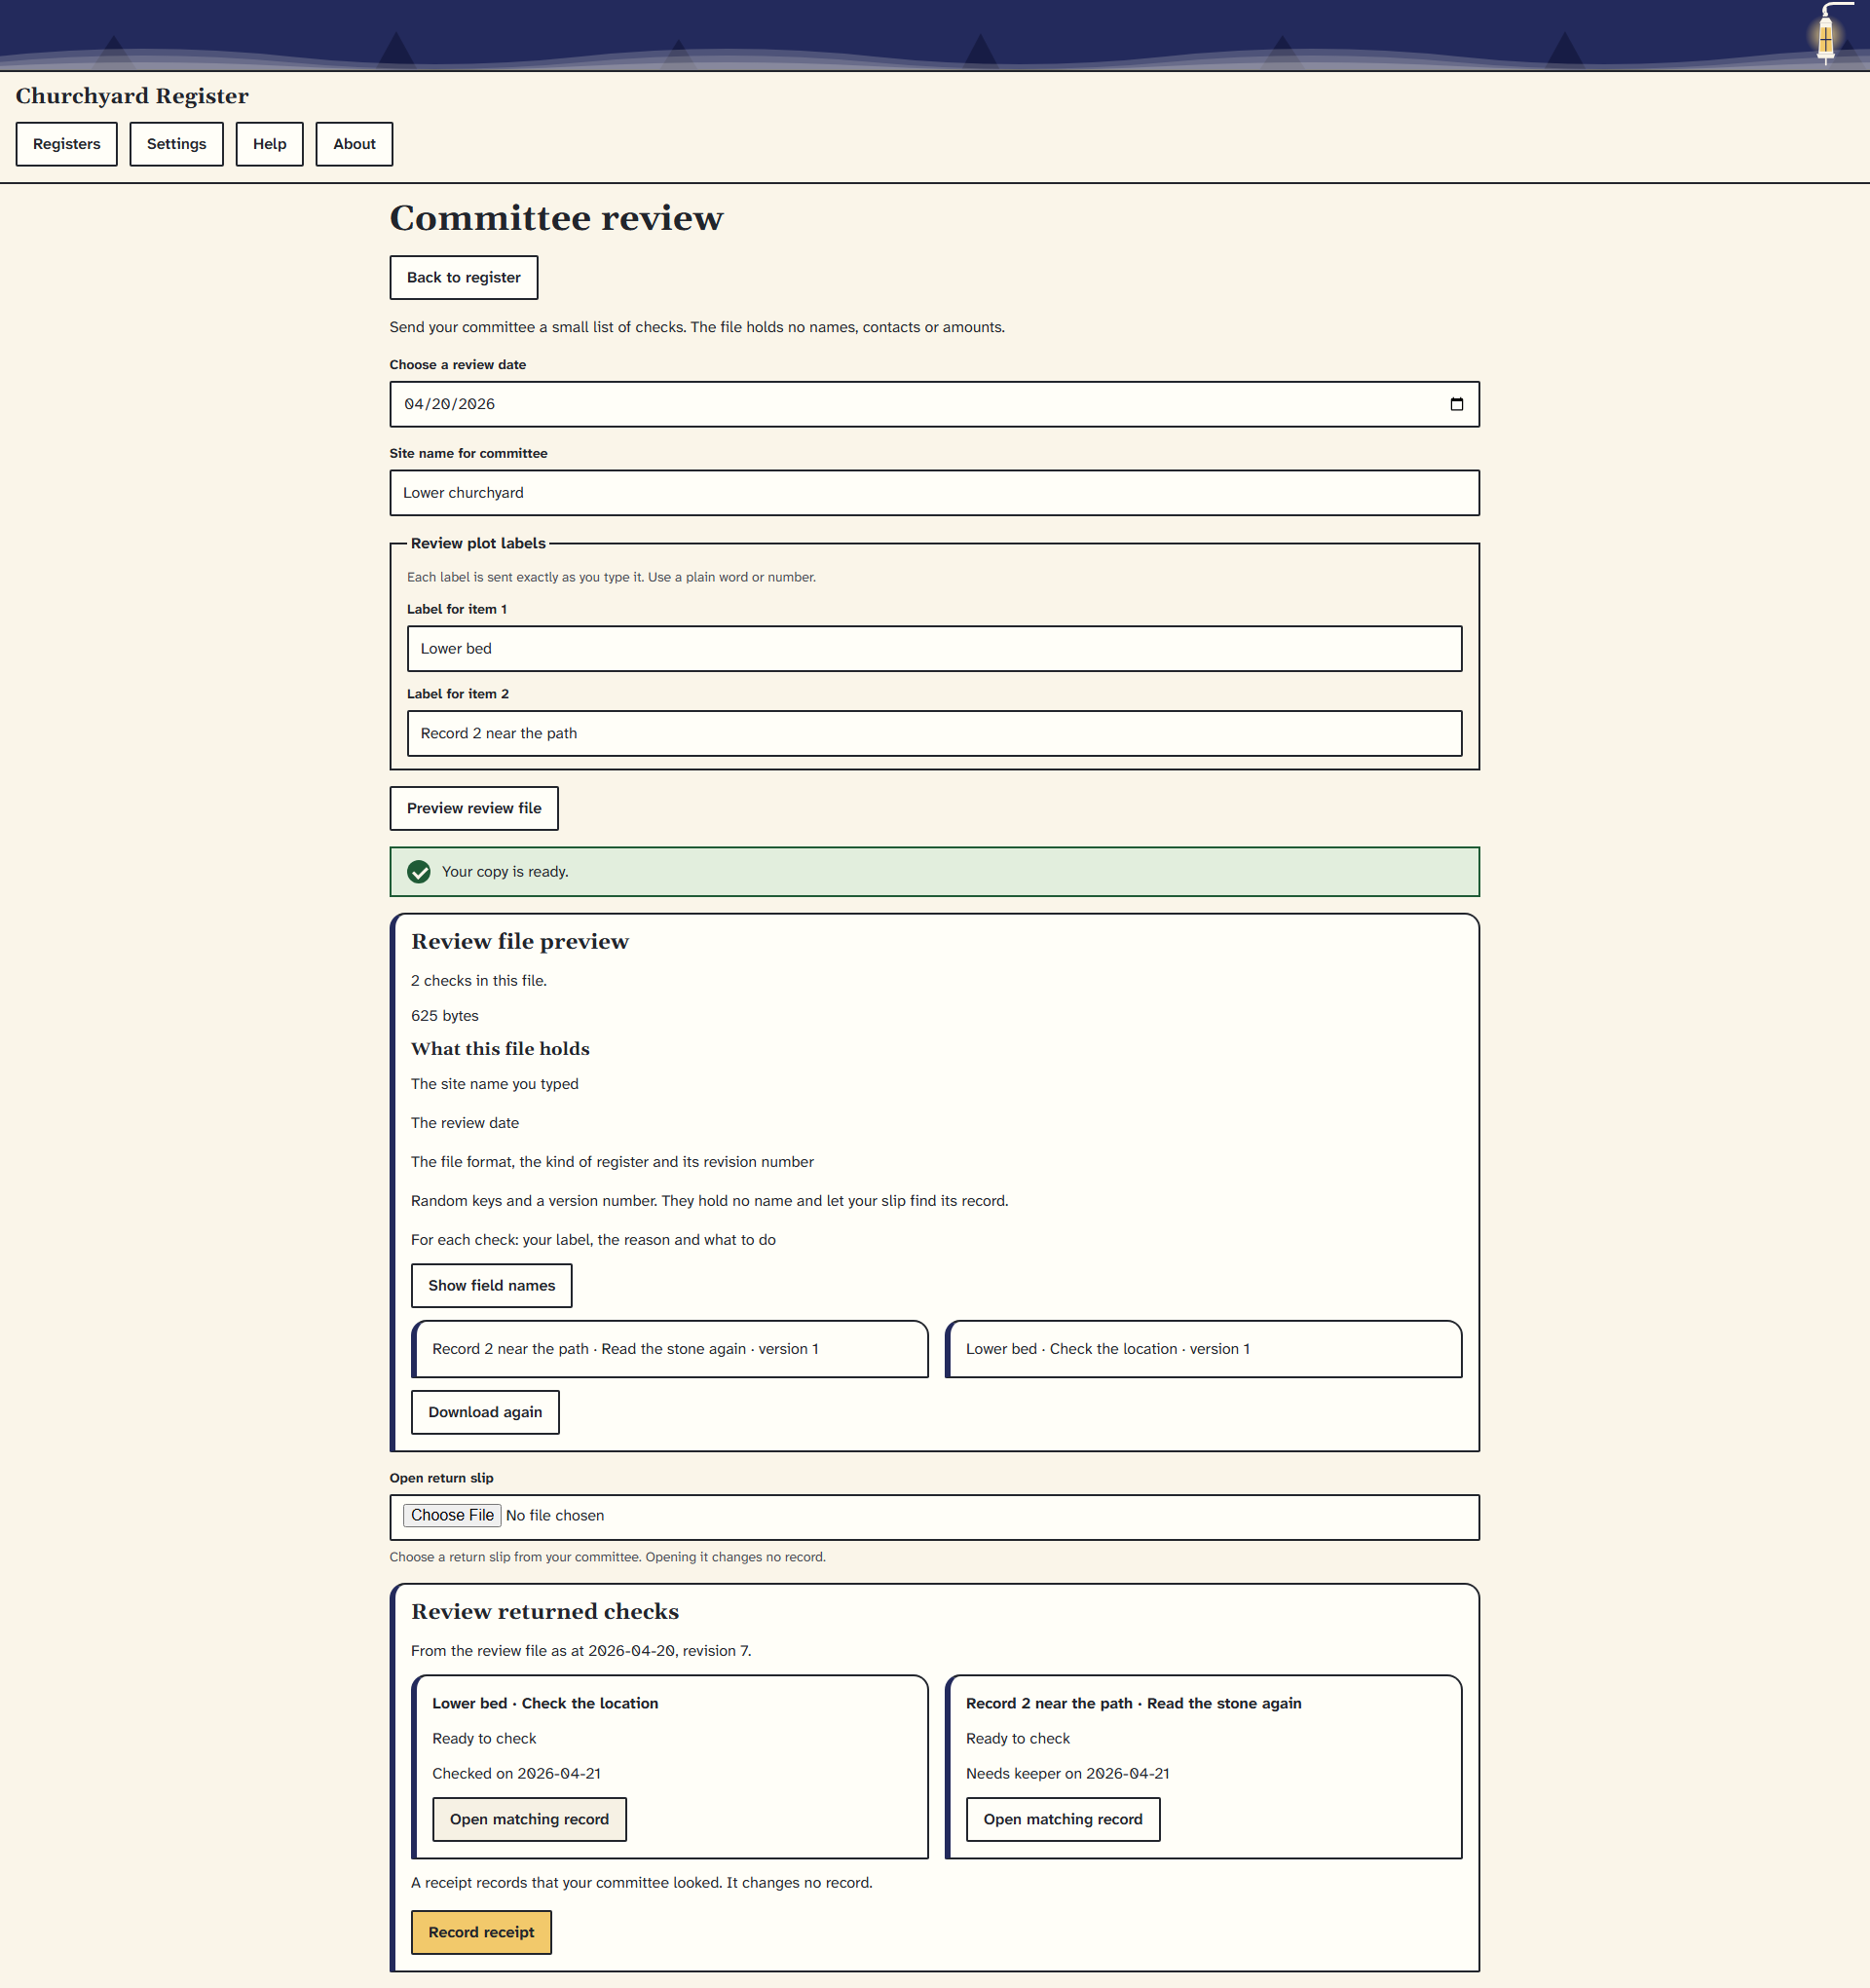 Churchyard Register
Registers
Settings
Help
About
Committee review
Back to register
Send your committee a small list of checks. The file holds no names, contacts or amounts.
Choose a review date
04/20/2026
Site name for committee
Lower churchyard
Review plot labels
Each label is sent exactly as you type it. Use a plain word or number.
Label for item 1
Lower bed
Label for item 2
Record 2 near the path
Preview review file
Your copy is ready.
Review file preview
2 checks in this file.
625 bytes
What this file holds
The site name you typed
The review date
The file format, the kind of register and its revision number
Random keys and a version number. They hold no name and let your slip find its record.
For each check: your label, the reason and what to do
Show field names
Record 2 near the path · Read the stone again · version 1
Lower bed · Check the location · version 1
Download again
Open return slip
Choose File No file chosen
Choose a return slip from your committee. Opening it changes no record.
Review returned checks
From the review file as at 2026-04-20, revision 7.
Lower bed · Check the location
Ready to check
Checked on 2026-04-21
Open matching record
Record 2 near the path · Read the stone again
Ready to check
Needs keeper on 2026-04-21
Open matching record
A receipt records that your committee looked. It changes no record.
Record receipt